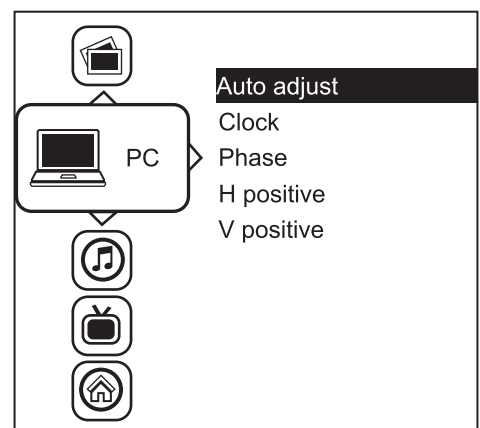 PC
Auto adjust
Clock
Phase
H positive
V positive